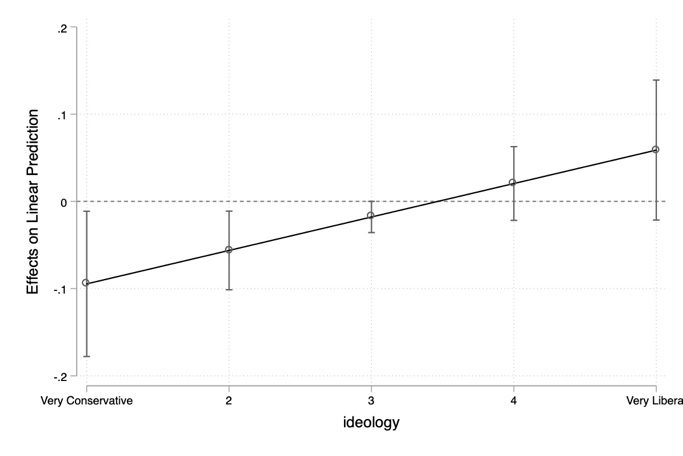 .2
.1
0
-.1
-.2
Effects on Linear Prediction
Very Conservative 2 3 4 Very Libera
ideology